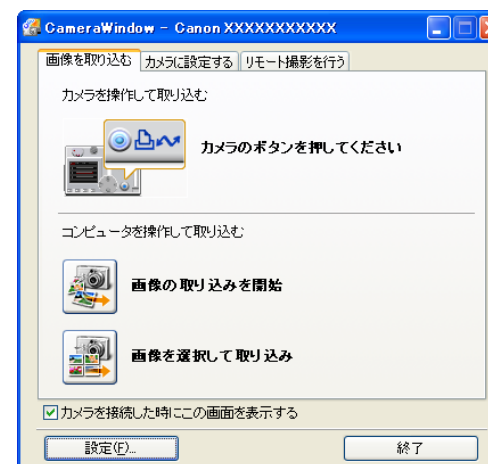 CameraWindow - Canon XXXXXXXXXXX
画像を取り込む カメラに設定する リモート撮影を行う
カメラを操作して取り込む
カメラのボタンを押してください
コンピュータを操作して取り込む
画像の取り込みを開始
画像を選択して取り込み
カメラを接続した時にこの画面を表示する
設定(F)... 終了